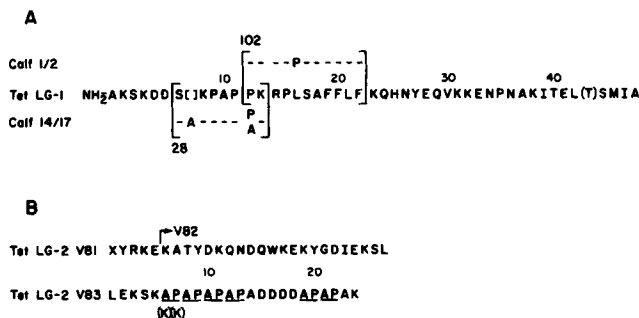 A
102
Calf 1/2 [- - - - P - - - - - -]
10 20 30 40
Tet LG-1 NH2AKSKDD[S[]KPAP[PK]RPLSAFFLF]KQHNYEQVKKENPNAKITEL(T)SMIA
Calf 14/17 - A - - - - P -
A
28
B
V82
Tet LG-2 V81 XYRKEKATYDKQNDQWKEKYGDIEKSL
10 20
Tet LG-2 V83 LEKSKAPAPAPAPADDDDAPAPAK
(K)(K)